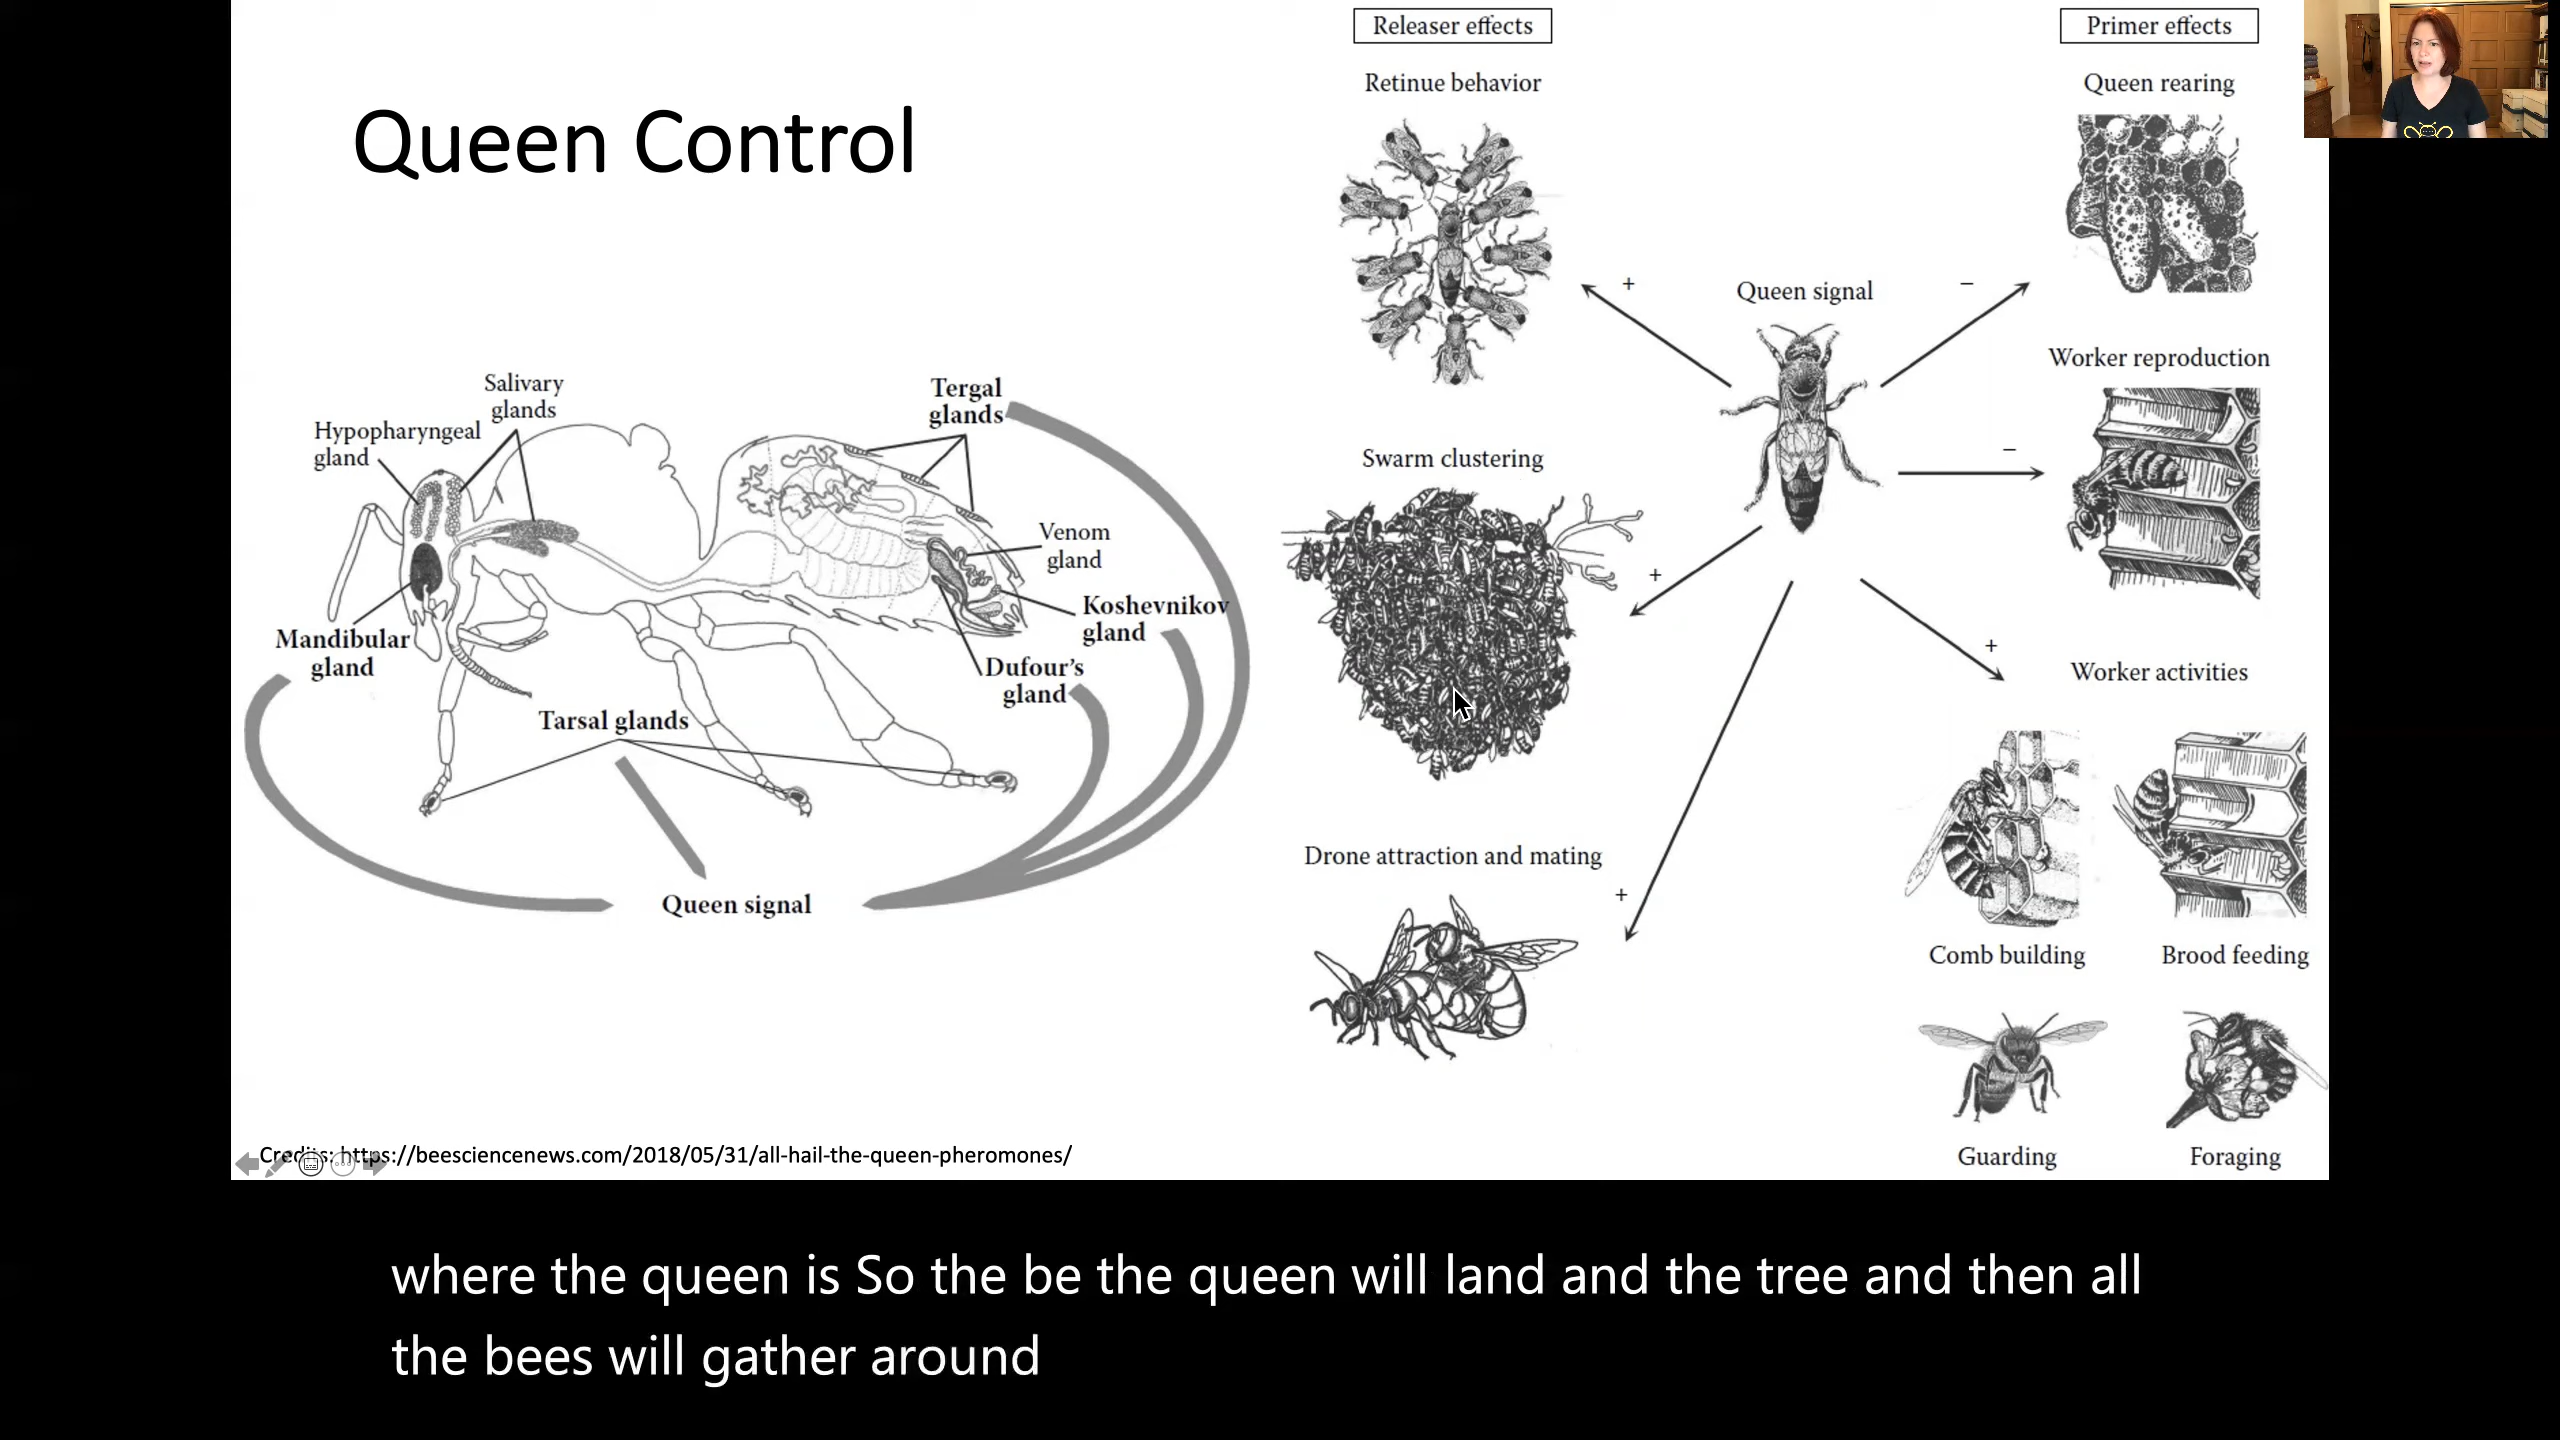 Queen Control
Salivary
glands
Hypopharyngeal
gland
Tergal
glands
Venom
gland
Koshevnikov
gland
Mandibular
gland
Dufour's
gland
Tarsal glands
Queen signal
Releaser effects
Retinue behavior
+
Queen signal
Swarm clustering
+
Drone attraction and mating
+
Primer effects
Queen rearing
–
Worker reproduction
–
Worker activities
+
Comb building
Brood feeding
Guarding
Foraging
Credits: https://beesciencenews.com/2018/05/31/all-hail-the-queen-pheromones/
where the queen is So the be the queen will land and the tree and then all
the bees will gather around